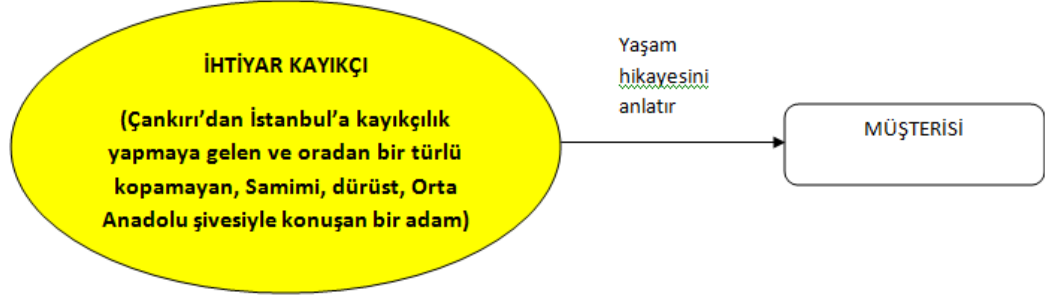 İHTİYAR KAYIKÇI
(Çankırı’dan İstanbul’a kayıkçılık
yapmaya gelen ve oradan bir türlü
kopamayan, Samimi, dürüst, Orta
Anadolu şivesiyle konuşan bir adam)
Yaşam
hikayesini
anlatır
MÜŞTERİSİ